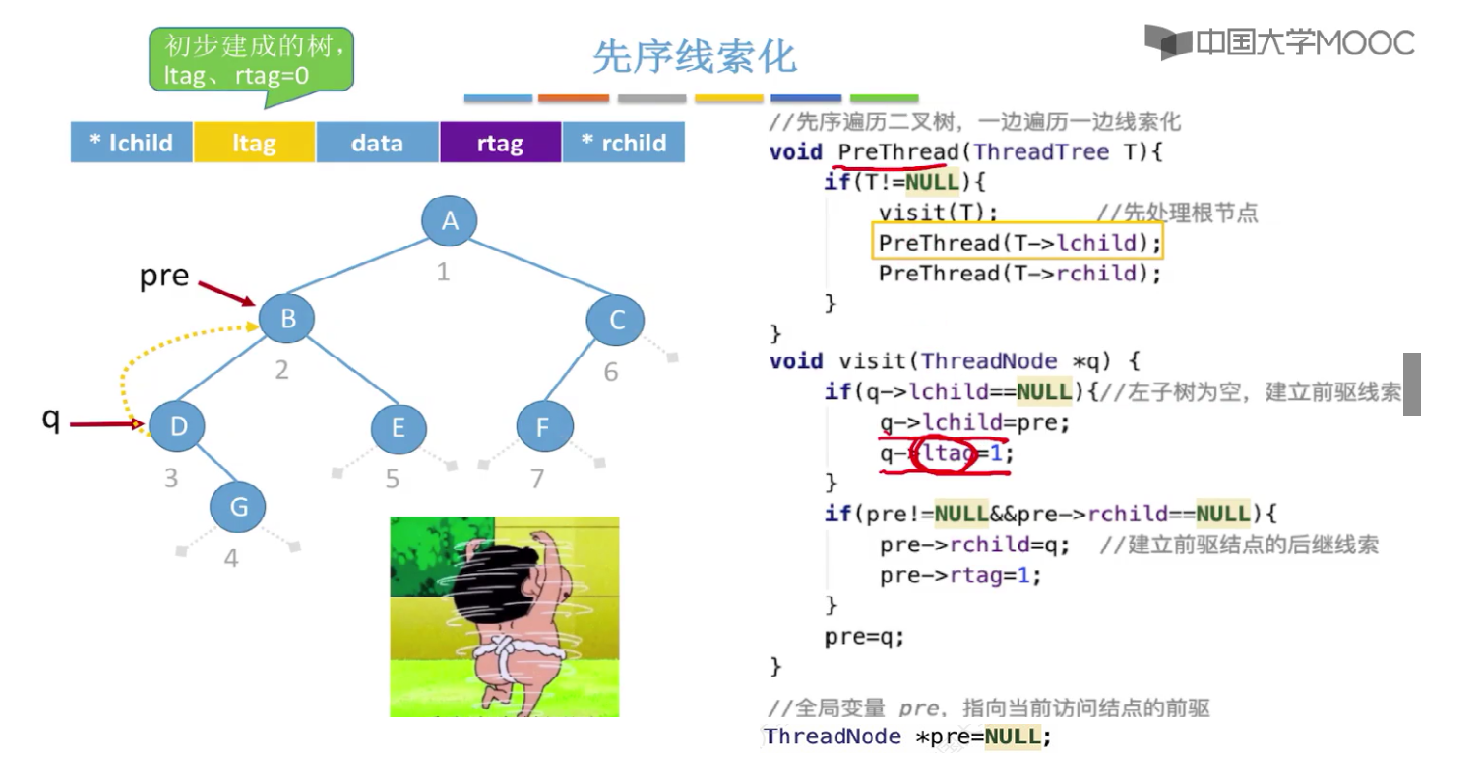 初步建成的树，
ltag、rtag=0
先序线索化
中国大学MOOC
* lchild ltag data rtag * rchild
A
1
pre
B
C
2
6
q
D
E
F
3
5
7
G
4
//先序遍历二叉树，一边遍历一边线索化
void PreThread(ThreadTree T){
if(T!=NULL){
visit(T); //先处理根节点
PreThread(T->lchild);
PreThread(T->rchild);
}
}
void visit(ThreadNode *q) {
if(q->lchild==NULL){//左子树为空，建立前驱线索
q->lchild=pre;
q->ltag=1;
}
if(pre!=NULL&&pre->rchild==NULL){
pre->rchild=q; //建立前驱结点的后继线索
pre->rtag=1;
}
pre=q;
}
//全局变量 pre，指向当前访问结点的前驱
ThreadNode *pre=NULL;